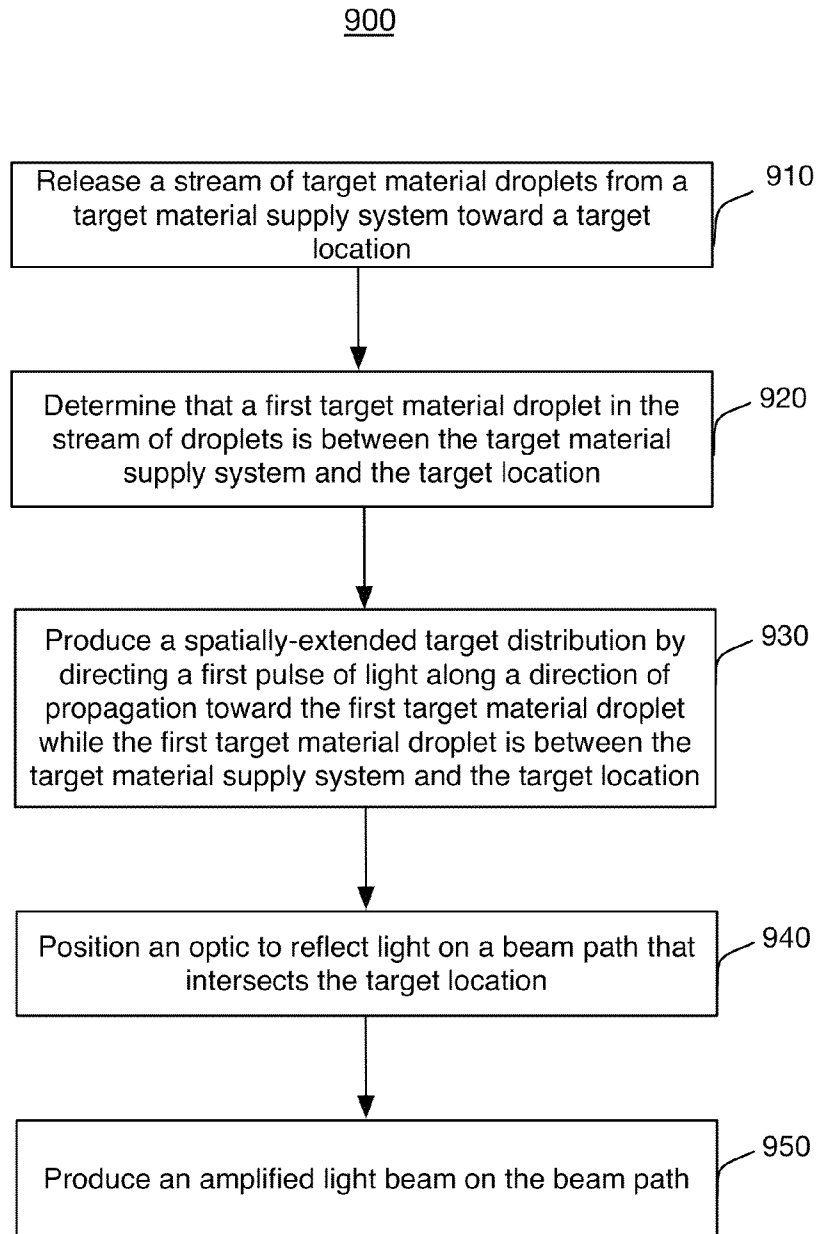 900
Release a stream of target material droplets from a
target material supply system toward a target
location
910
Determine that a first target material droplet in the
stream of droplets is between the target material
supply system and the target location
920
Produce a spatially-extended target distribution by
directing a first pulse of light along a direction of
propagation toward the first target material droplet
while the first target material droplet is between the
target material supply system and the target location
930
Position an optic to reflect light on a beam path that
intersects the target location
940
Produce an amplified light beam on the beam path
950